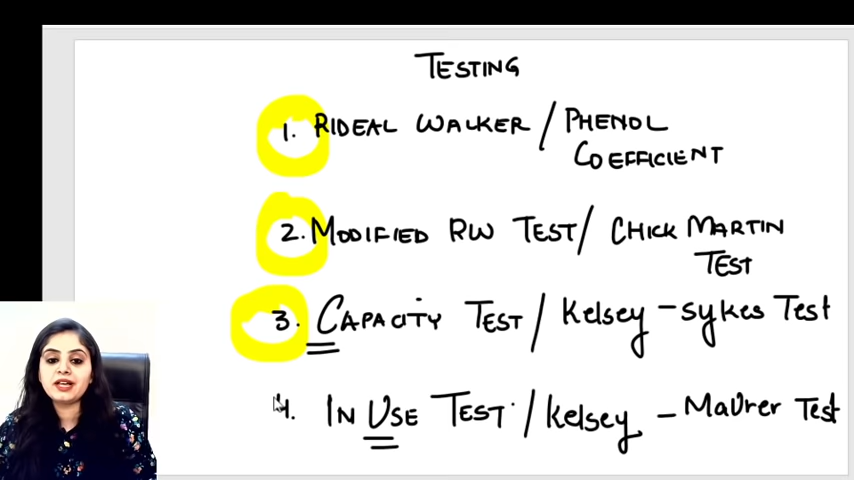 TESTING
1. RIDEAL WALKER / PHENOL
COEFFICIENT
2. MODIFIED RW TEST / CHICK MARTIN
TEST
3. CAPACITY TEST / Kelsey - sykes Test
4. IN USE TEST / Kelsey - Maurer Test